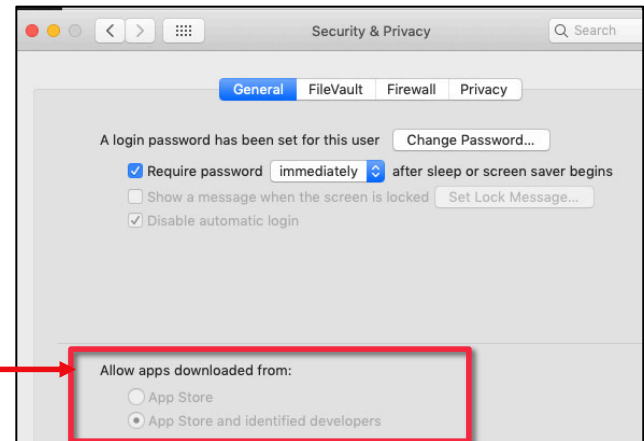 Security & Privacy
Search
General FileVault Firewall Privacy
A login password has been set for this user Change Password...
Require password immediately after sleep or screen saver begins
Show a message when the screen is locked Set Lock Message...
Disable automatic login
Allow apps downloaded from:
App Store
App Store and identified developers